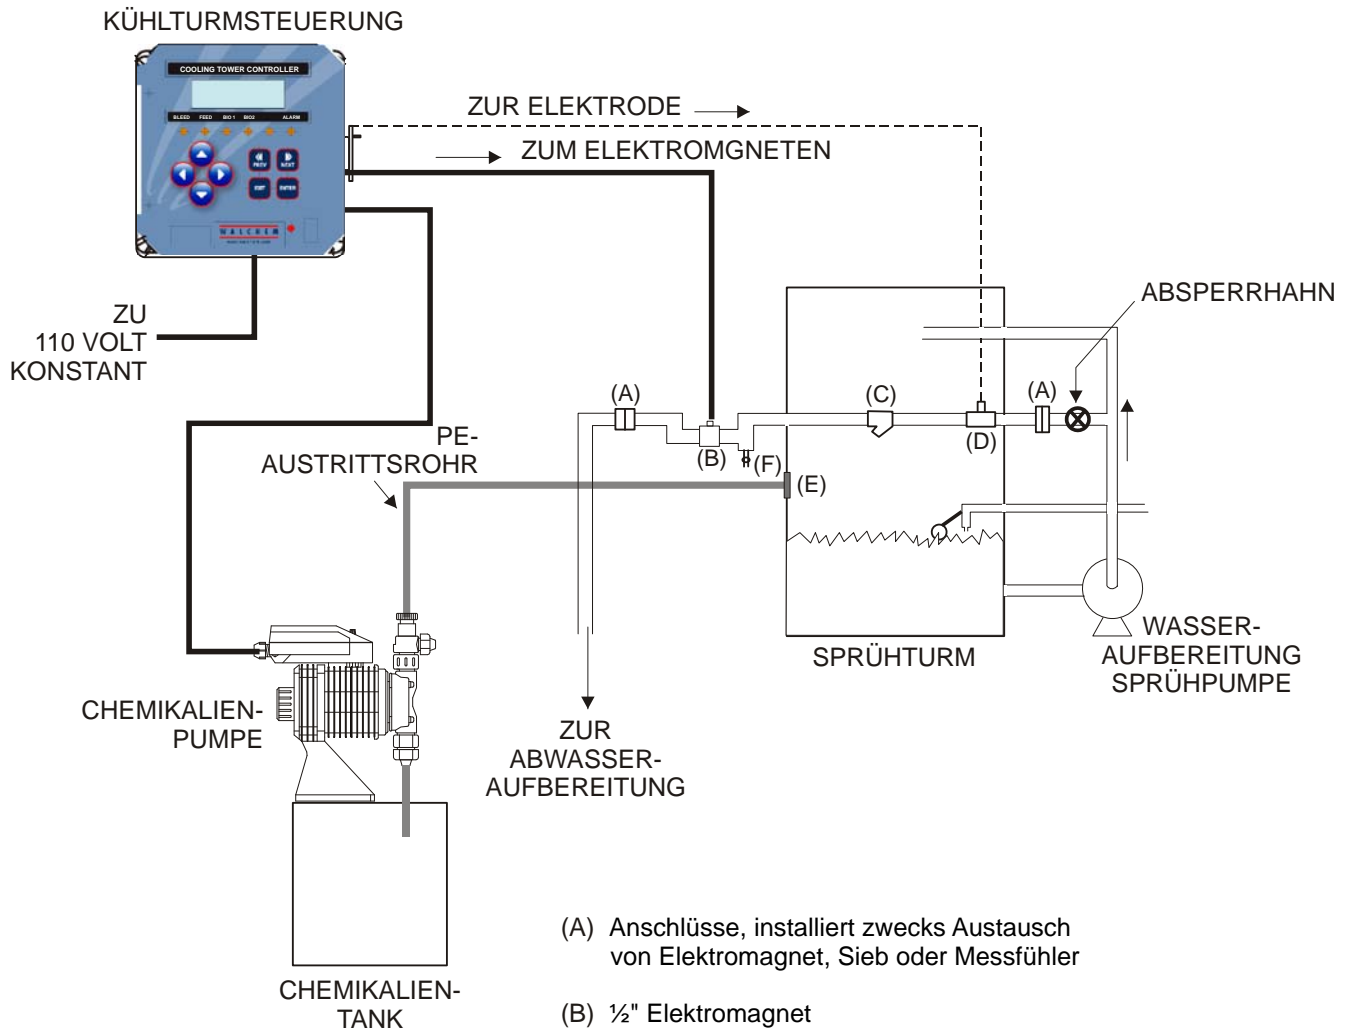 KÜHLTURMSTEUERUNG
COOLING TOWER CONTROLLER
BLEED FEED BIO 1 BIO2 ALARM
PREV NEXT
EXIT ENTER
WALCHEM
ZUR ELEKTRODE
ZUM ELEKTROMGNETEN
ZU
110 VOLT
KONSTANT
ABSPERRHAHN
(A)
(C)
(A)
(B)
(F)
(D)
(E)
PE-
AUSTRITTSROHR
SPRÜHTURM
WASSER-
AUFBEREITUNG
SPRÜHPUMPE
CHEMIKALIEN-
PUMPE
ZUR
ABWASSER-
AUFBEREITUNG
CHEMIKALIEN-
TANK
(A) Anschlüsse, installiert zwecks Austausch
von Elektromagnet, Sieb oder Messfühler
(B) ½" Elektromagnet